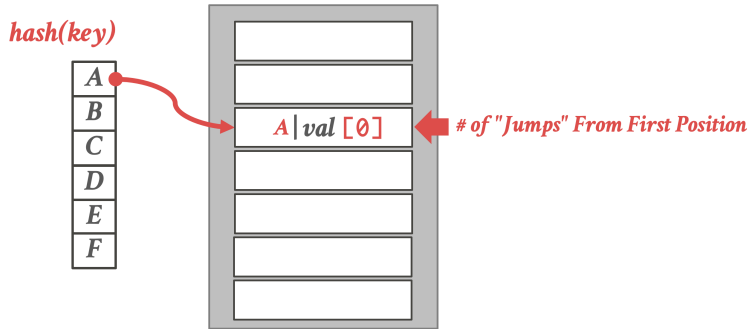 hash(key)
A
B
C
D
E
F
A|val [0]
# of "Jumps" From First Position